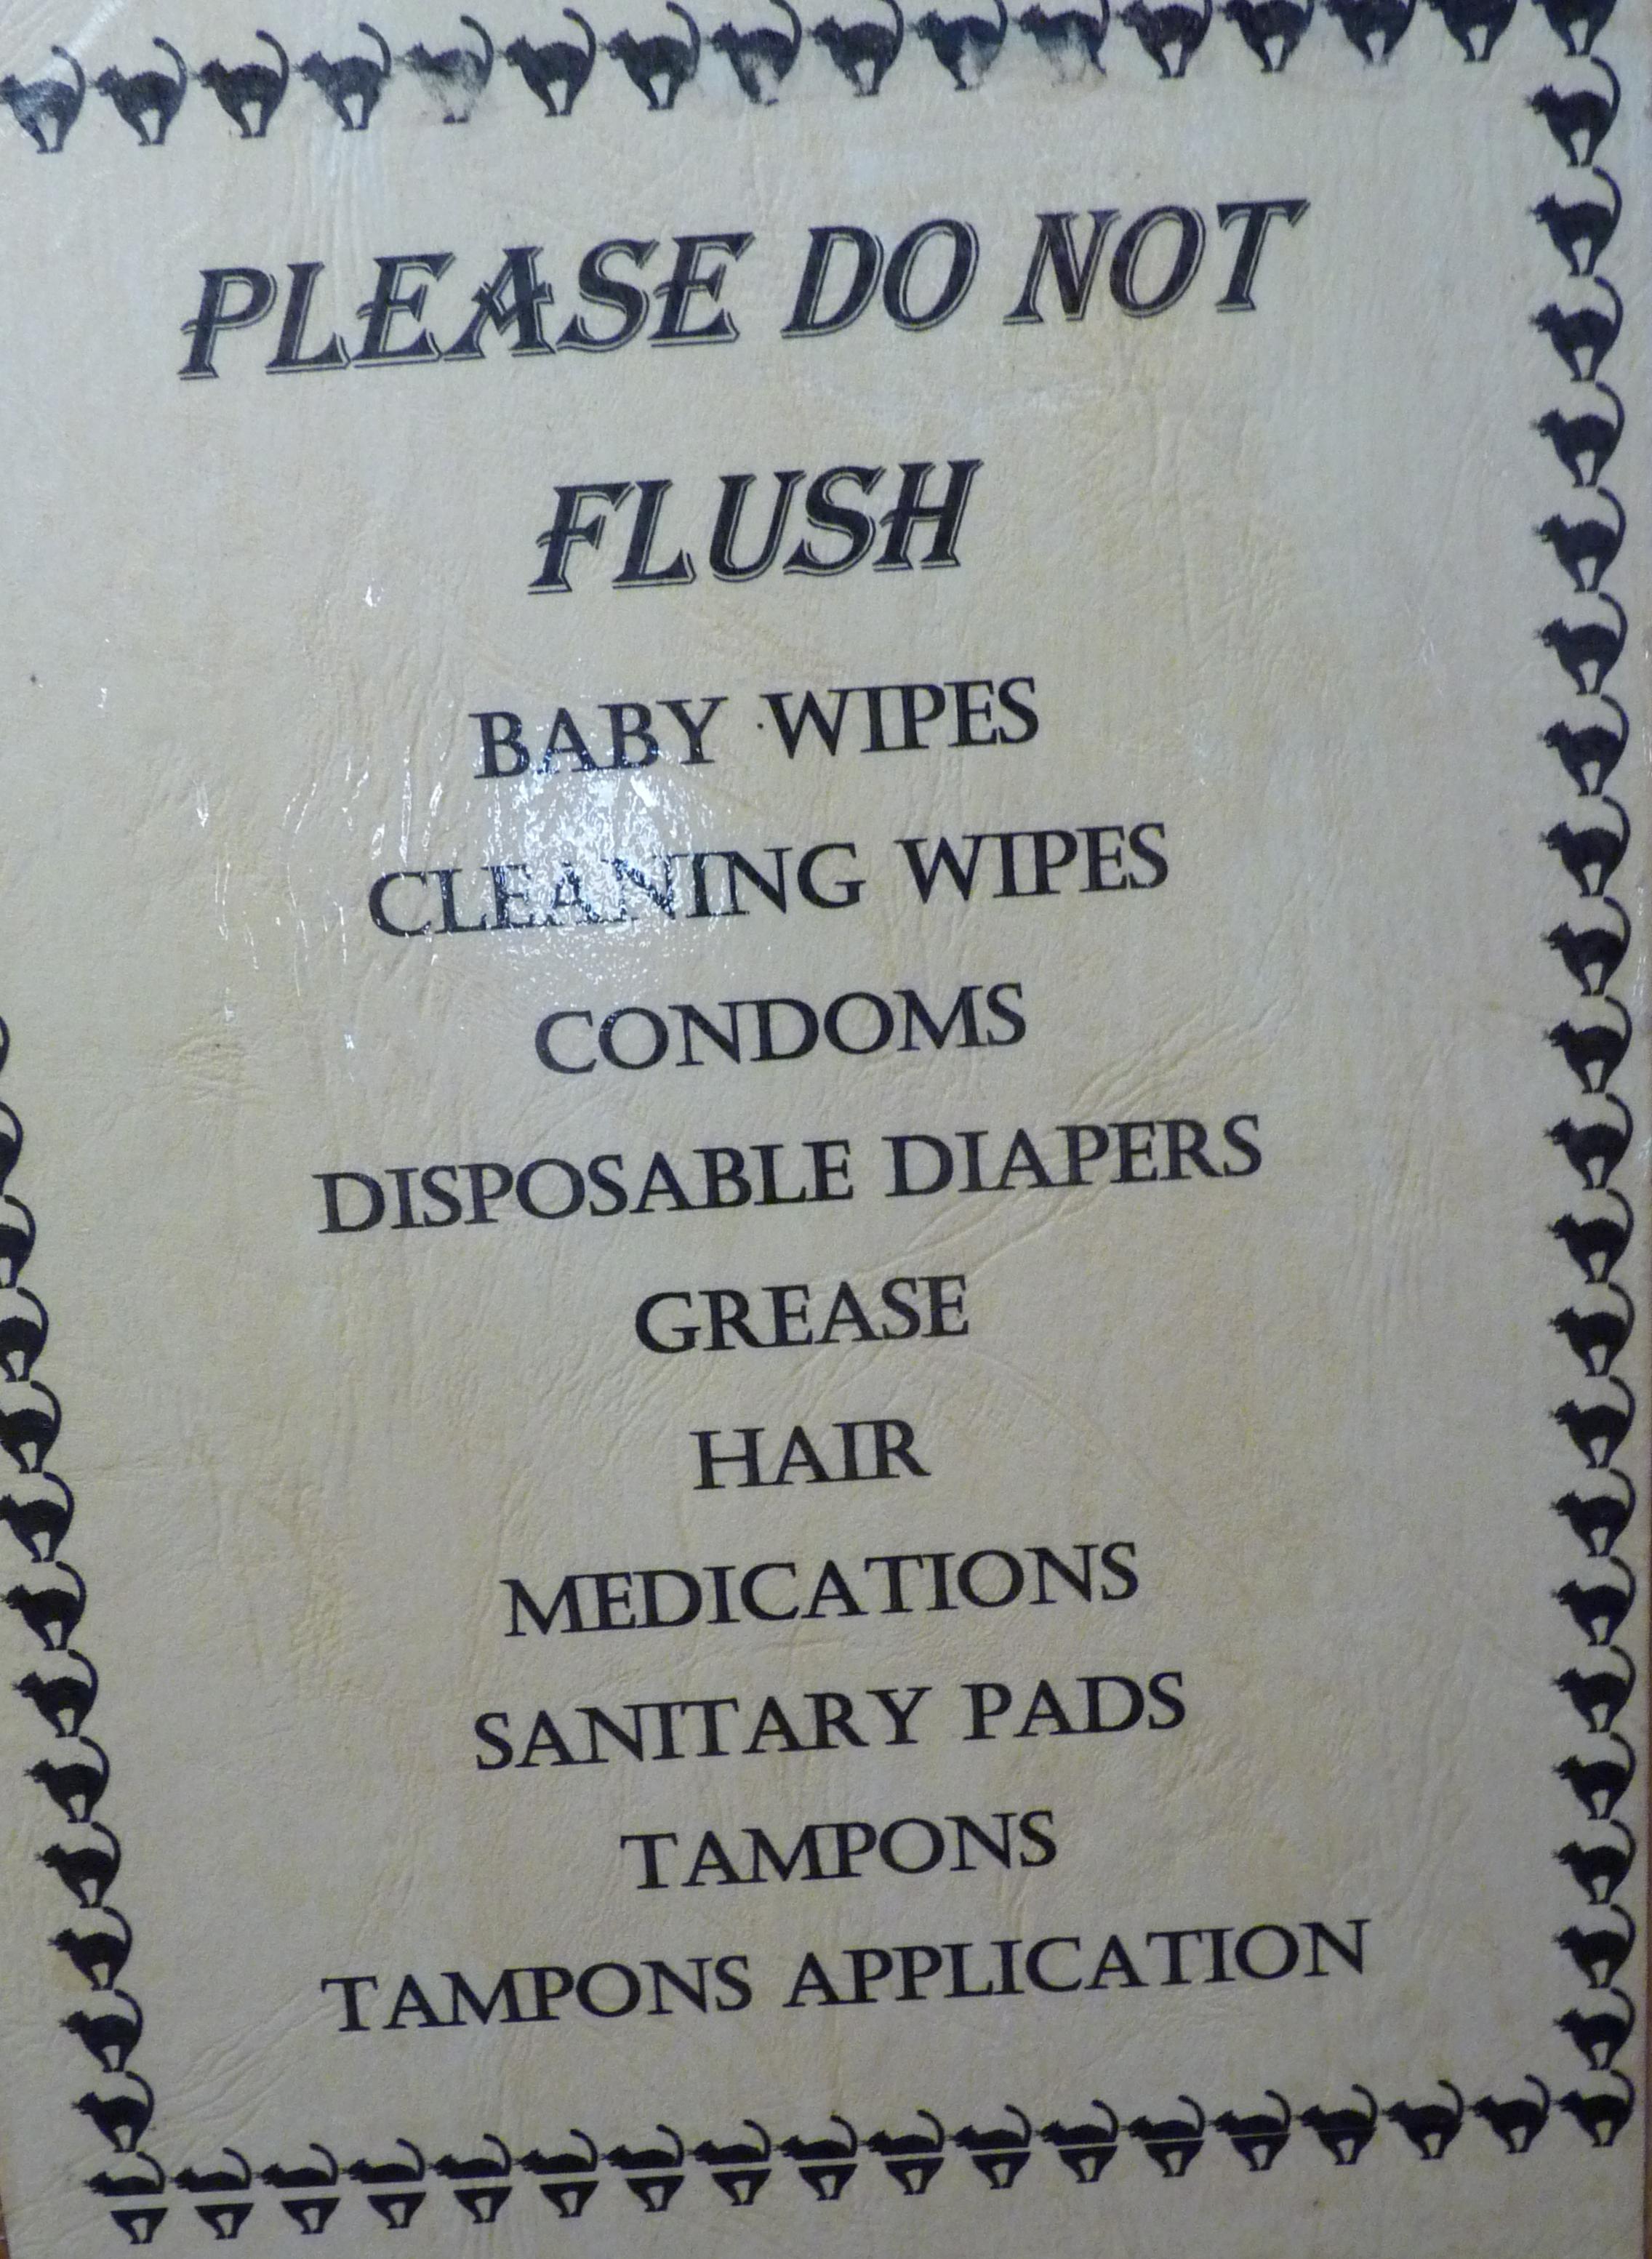 PLEASE DO NOT
FLUSH
BABY WIPES
CLEANING WIPES
CONDOMS
DISPOSABLE DIAPERS
GREASE
HAIR
MEDICATIONS
SANITARY PADS
TAMPONS
TAMPONS APPLICATION